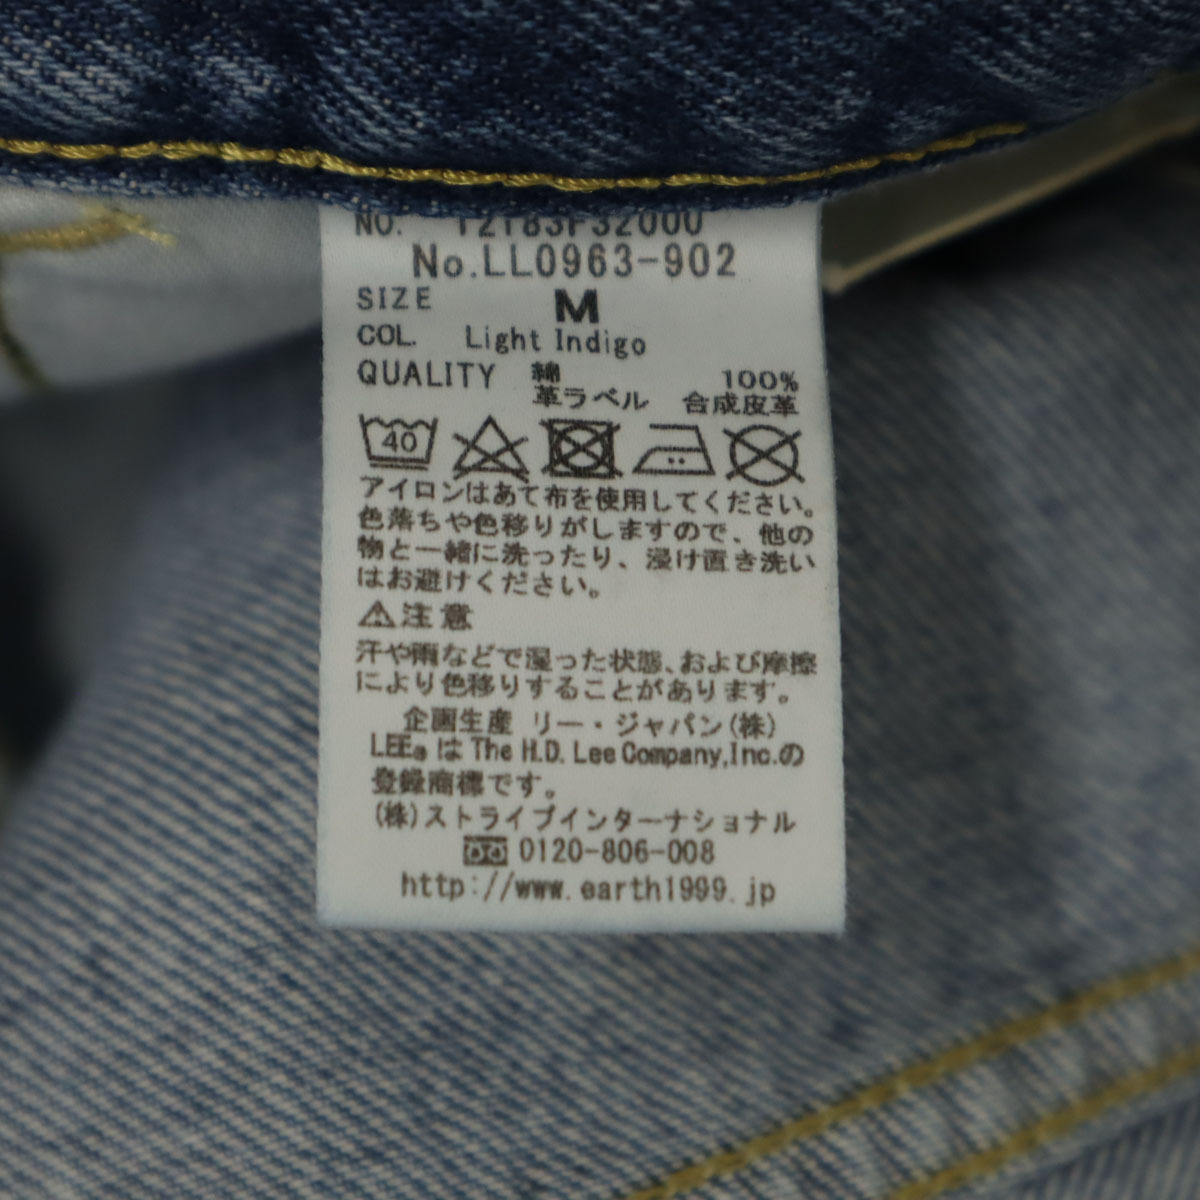 NO. 12183F32000
No.LL0963-902
SIZE M
COL. Light Indigo
QUALITY 綿 100%
革ラベル 合成皮革
40
アイロンはあて布を使用してください。
色落ちや色移りがしますので、他の
物と一緒に洗ったり、浸け置き洗い
はお避けください。
⚠注意
汗や雨などで湿った状態、および摩擦
により色移りすることがあります。
企画生産 リー・ジャパン(株)
LEE® は The H.D. Lee Company,Inc.の
登録商標です。
(株)ストライプインターナショナル
0120-806-008
http://www.earth1999.jp